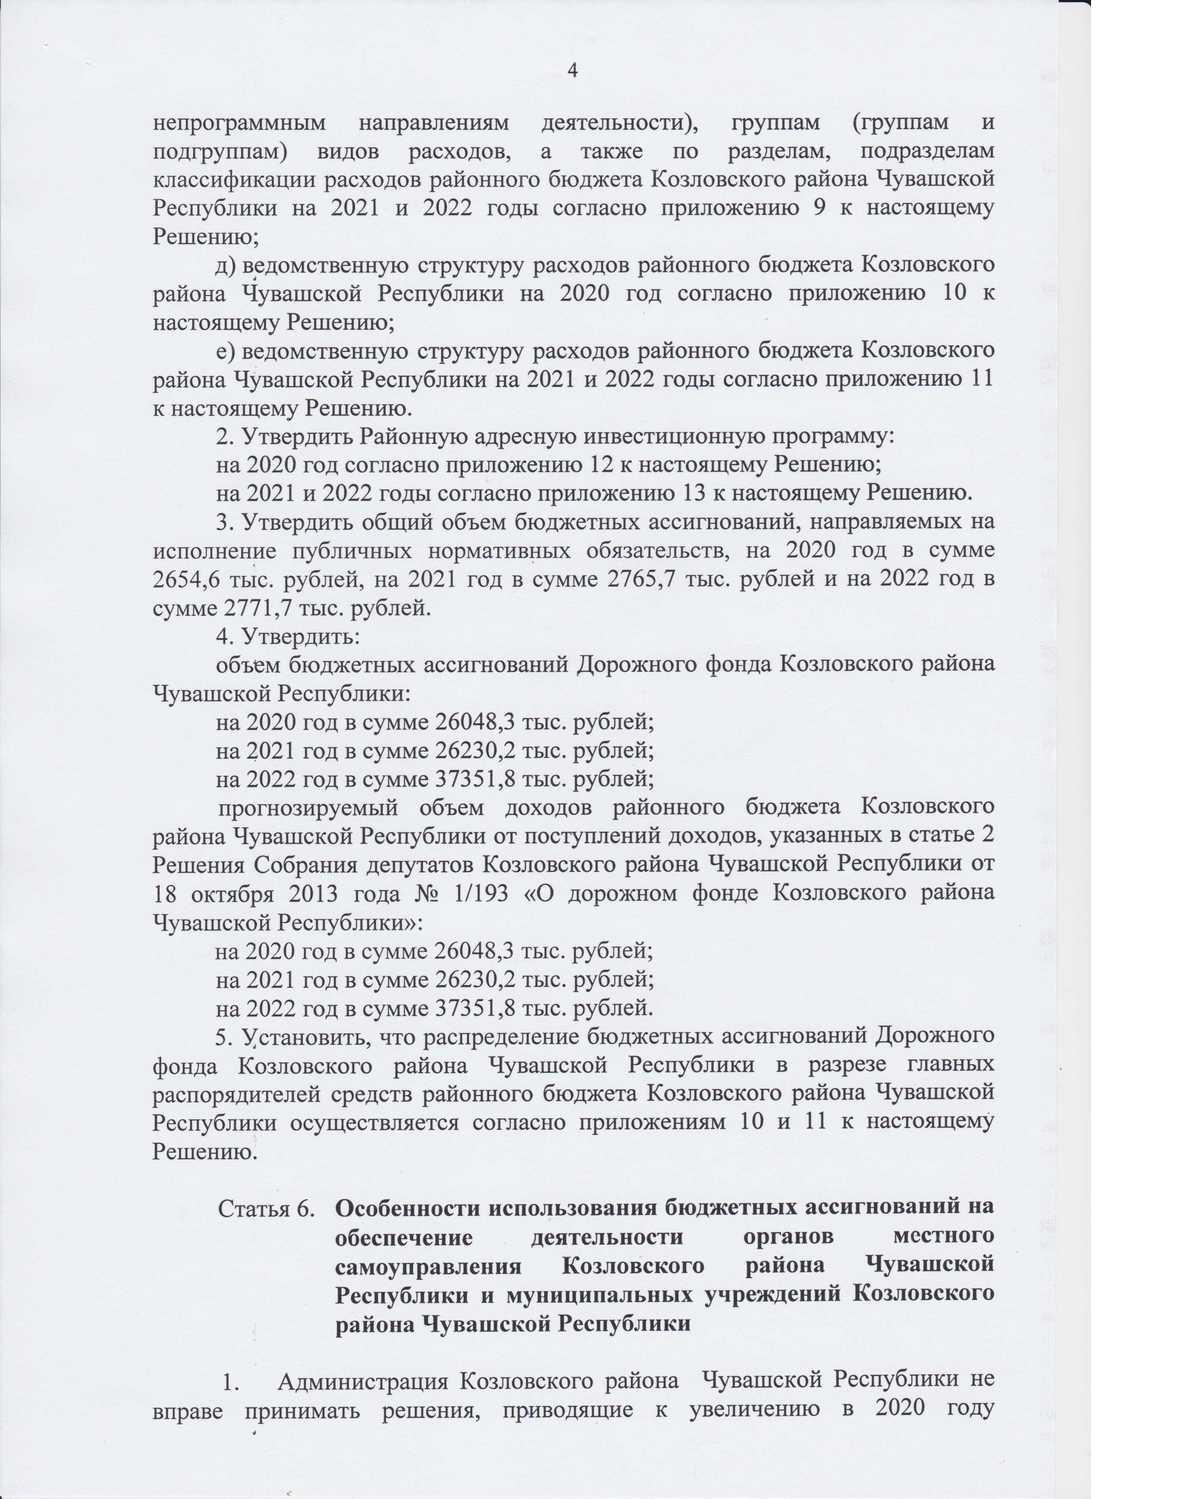 4
непрограммным направлениям деятельности), группам (группам и
подгруппам) видов расходов, а также по разделам, подразделам
классификации расходов районного бюджета Козловского района Чувашской
Республики на 2021 и 2022 годы согласно приложению 9 к настоящему
Решению;
д) ведомственную структуру расходов районного бюджета Козловского
района Чувашской Республики на 2020 год согласно приложению 10 к
настоящему Решению;
е) ведомственную структуру расходов районного бюджета Козловского
района Чувашской Республики на 2021 и 2022 годы согласно приложению 11
к настоящему Решению.
2. Утвердить Районную адресную инвестиционную программу:
на 2020 год согласно приложению 12 к настоящему Решению;
на 2021 и 2022 годы согласно приложению 13 к настоящему Решению.
3. Утвердить общий объем бюджетных ассигнований, направляемых на
исполнение публичных нормативных обязательств, на 2020 год в сумме
2654,6 тыс. рублей, на 2021 год в сумме 2765,7 тыс. рублей и на 2022 год в
сумме 2771,7 тыс. рублей.
4. Утвердить:
объем бюджетных ассигнований Дорожного фонда Козловского района
Чувашской Республики:
на 2020 год в сумме 26048,3 тыс. рублей;
на 2021 год в сумме 26230,2 тыс. рублей;
на 2022 год в сумме 37351,8 тыс. рублей;
прогнозируемый объем доходов районного бюджета Козловского
района Чувашской Республики от поступлений доходов, указанных в статье 2
Решения Собрания депутатов Козловского района Чувашской Республики от
18 октября 2013 года № 1/193 «О дорожном фонде Козловского района
Чувашской Республики»:
на 2020 год в сумме 26048,3 тыс. рублей;
на 2021 год в сумме 26230,2 тыс. рублей;
на 2022 год в сумме 37351,8 тыс. рублей.
5. Установить, что распределение бюджетных ассигнований Дорожного
фонда Козловского района Чувашской Республики в разрезе главных
распорядителей средств районного бюджета Козловского района Чувашской
Республики осуществляется согласно приложениям 10 и 11 к настоящему
Решению.
Статья 6. Особенности использования бюджетных ассигнований на
обеспечение деятельности органов местного
самоуправления Козловского района Чувашской
Республики и муниципальных учреждений Козловского
района Чувашской Республики
1. Администрация Козловского района Чувашской Республики не
вправе принимать решения, приводящие к увеличению в 2020 году